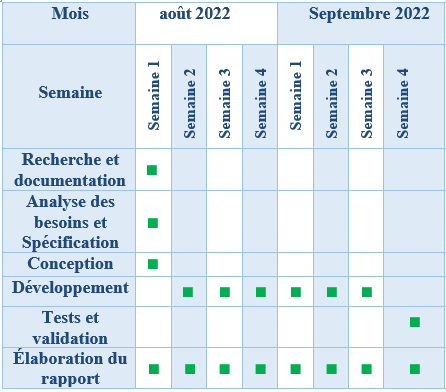 Mois août 2022 Septembre 2022
Semaine Semaine 1 Semaine 2 Semaine 3 Semaine 4 Semaine 1 Semaine 2 Semaine 3 Semaine 4
Recherche et
documentation
Analyse des
besoins et
Spécification
Conception
Développement
Tests et
validation
Élaboration du
rapport